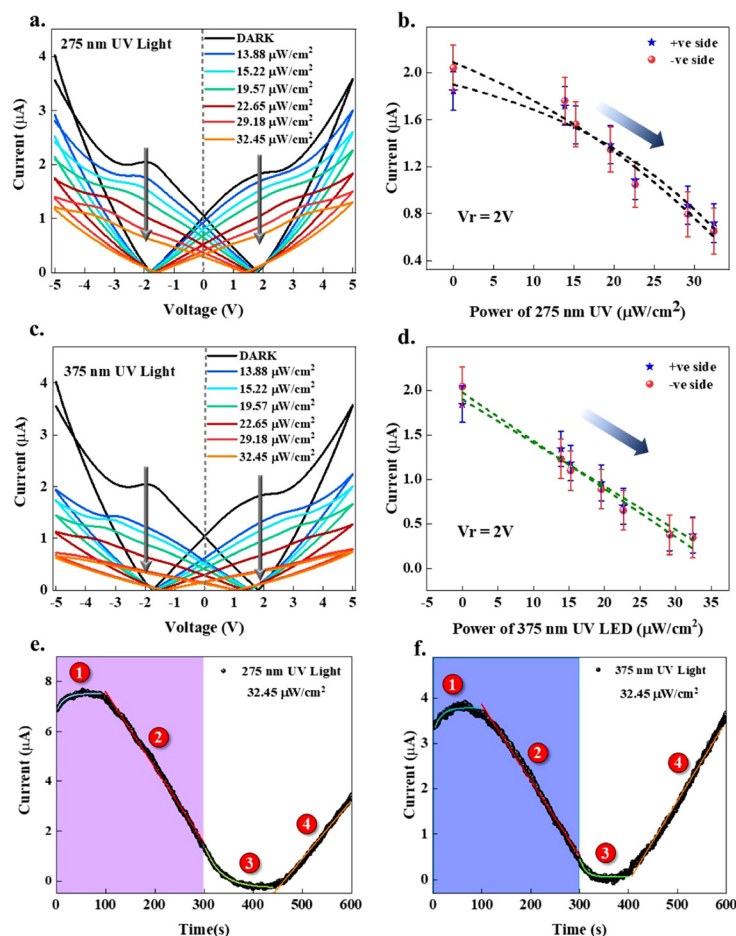 a.
275 nm UV Light
DARK
13.88 μW/cm²
15.22 μW/cm²
19.57 μW/cm²
22.65 μW/cm²
29.18 μW/cm²
32.45 μW/cm²
Current (μA)
4
3
2
1
0
-5 -4 -3 -2 -1 0 1 2 3 4 5
Voltage (V)
b.
+ve side
-ve side
Vr = 2V
Current (μA)
2.0
1.6
1.2
0.8
0.4
0 5 10 15 20 25 30
Power of 275 nm UV (μW/cm²)
c.
375 nm UV Light
DARK
13.88 μW/cm²
15.22 μW/cm²
19.57 μW/cm²
22.65 μW/cm²
29.18 μW/cm²
32.45 μW/cm²
Current (μA)
4
2
0
-5 -4 -3 -2 -1 0 1 2 3 4 5
Voltage (V)
d.
+ve side
-ve side
Vr = 2V
Current (μA)
2.0
1.5
1.0
0.5
0.0
-5 0 5 10 15 20 25 30 35
Power of 375 nm UV LED (μW/cm²)
e.
275 nm UV Light
32.45 μW/cm²
1
2
3
4
Current (μA)
8
6
4
2
0
0 100 200 300 400 500 600
Time(s)
f.
375 nm UV Light
32.45 μW/cm²
1
2
3
4
Current (μA)
4
3
2
1
0
0 100 200 300 400 500 600
Time (s)